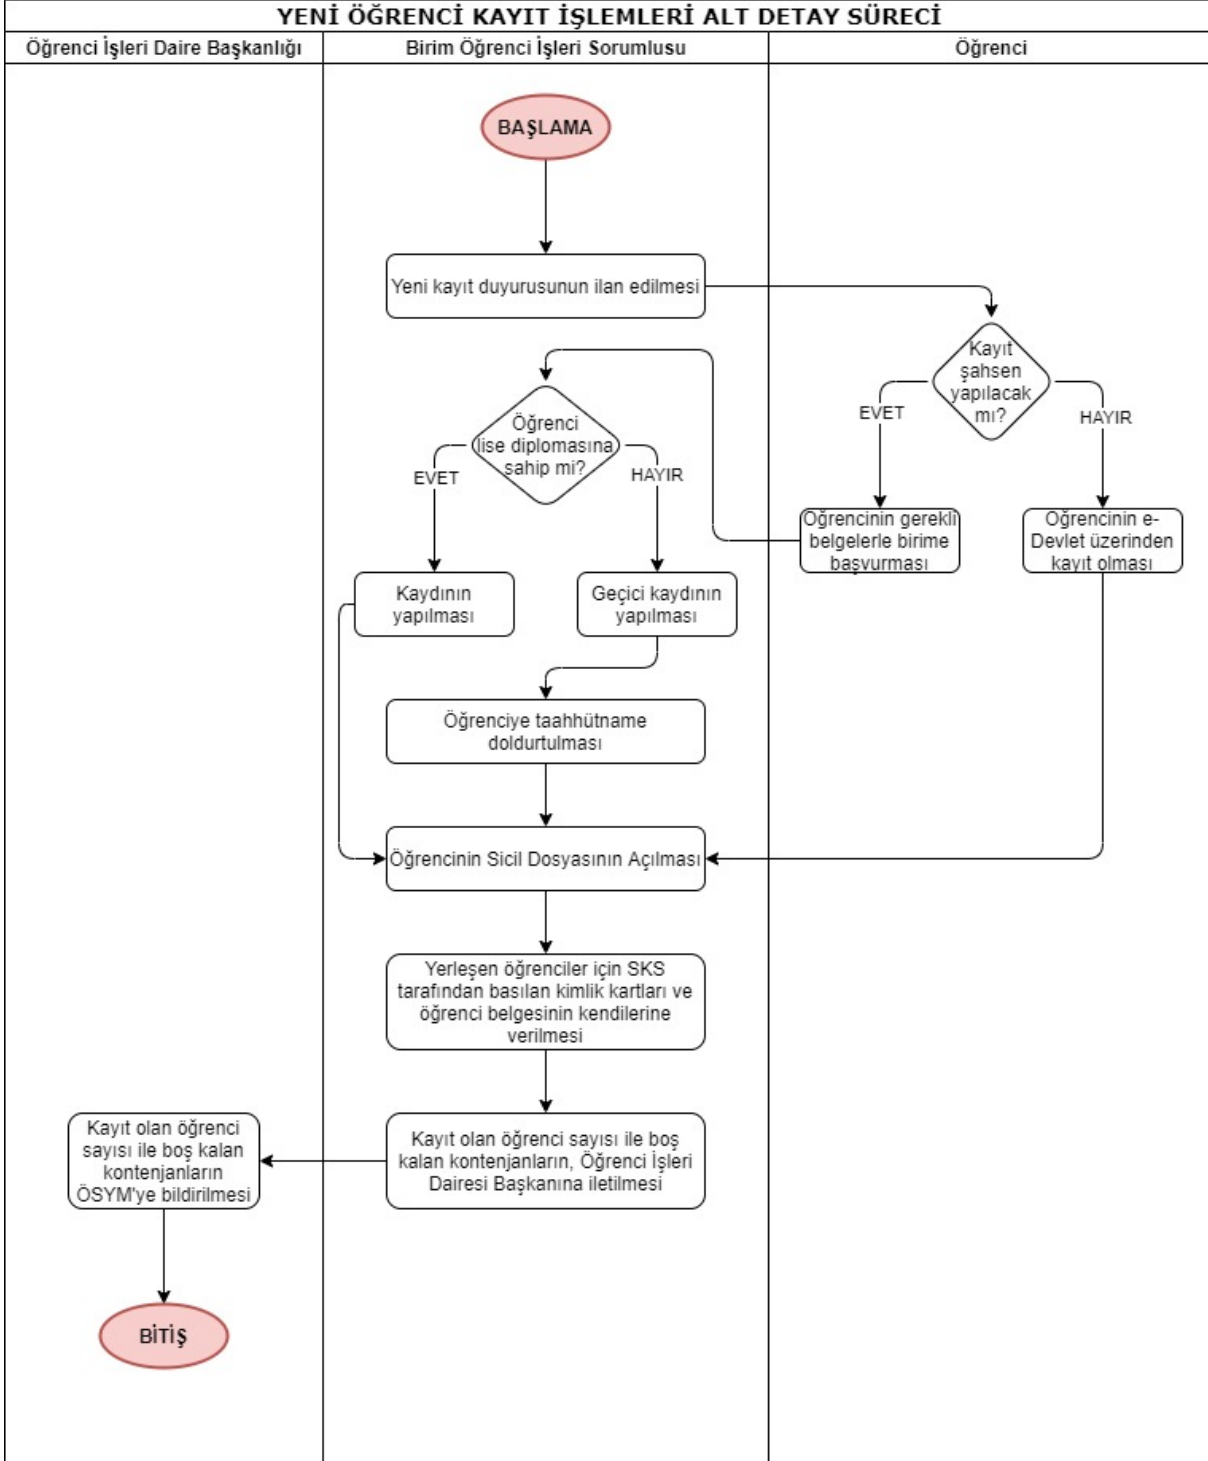 YENİ ÖĞRENCİ KAYIT İŞLEMLERİ ALT DETAY SÜRECİ
Öğrenci İşleri Daire Başkanlığı
Birim Öğrenci İşleri Sorumlusu
Öğrenci
BAŞLAMA
Yeni kayıt duyurusunun ilan edilmesi
Kayıt
şahsen
yapılacak
mı?
EVET
HAYIR
Öğrencinin gerekli
belgelerle birime
başvurması
Öğrencinin e-
Devlet üzerinden
kayıt olması
Öğrenci
lise diplomasına
sahip mi?
EVET
HAYIR
Kaydının
yapılması
Geçici kaydının
yapılması
Öğrenciye taahhütname
doldurtulması
Öğrencinin Sicil Dosyasının Açılması
Yerleşen öğrenciler için SKS
tarafından basılan kimlik kartları ve
öğrenci belgesinin kendilerine
verilmesi
Kayıt olan öğrenci sayısı ile boş
kalan kontenjanların, Öğrenci İşleri
Dairesi Başkanına iletilmesi
Kayıt olan öğrenci
sayısı ile boş kalan
kontenjanların
ÖSYM'ye bildirilmesi
BİTİŞ